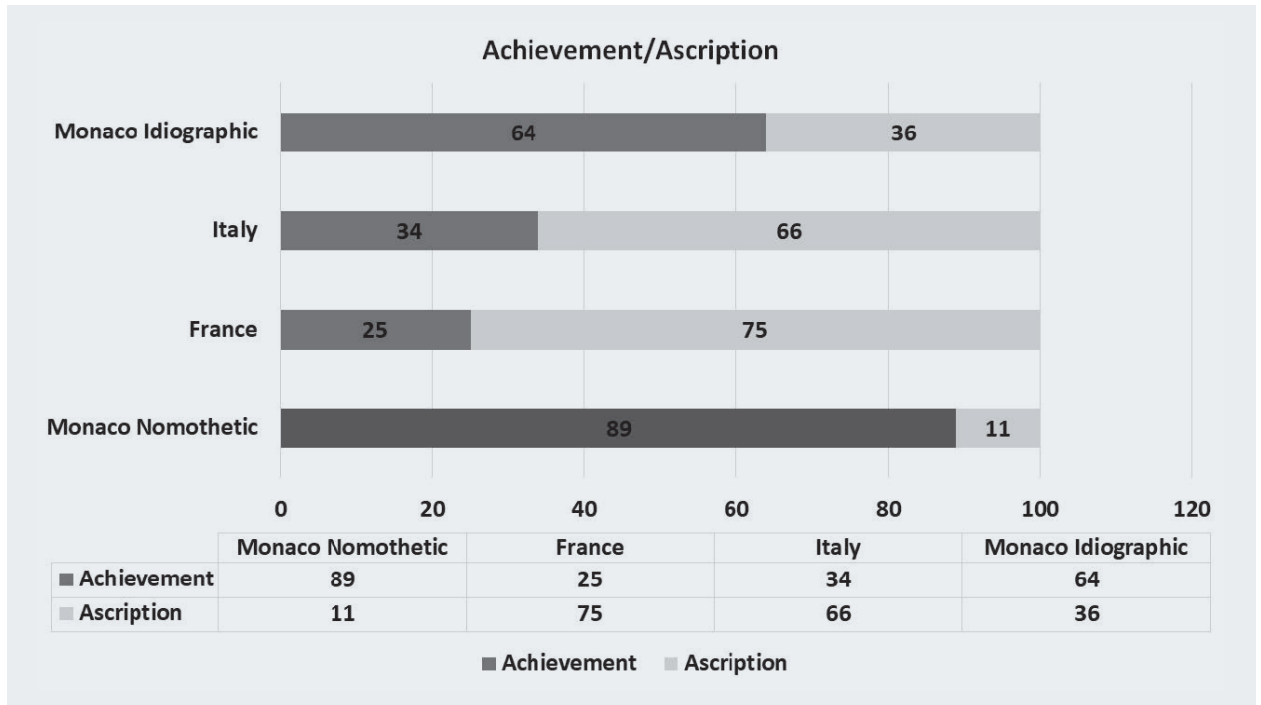 Achievement/Ascription
Monaco Idiographic 64 36
Italy 34 66
France 25 75
Monaco Nomothetic 89 11
0 20 40 60 80 100 120
Monaco Nomothetic France Italy Monaco Idiographic
Achievement 89 25 34 64
Ascription 11 75 66 36
Achievement Ascription